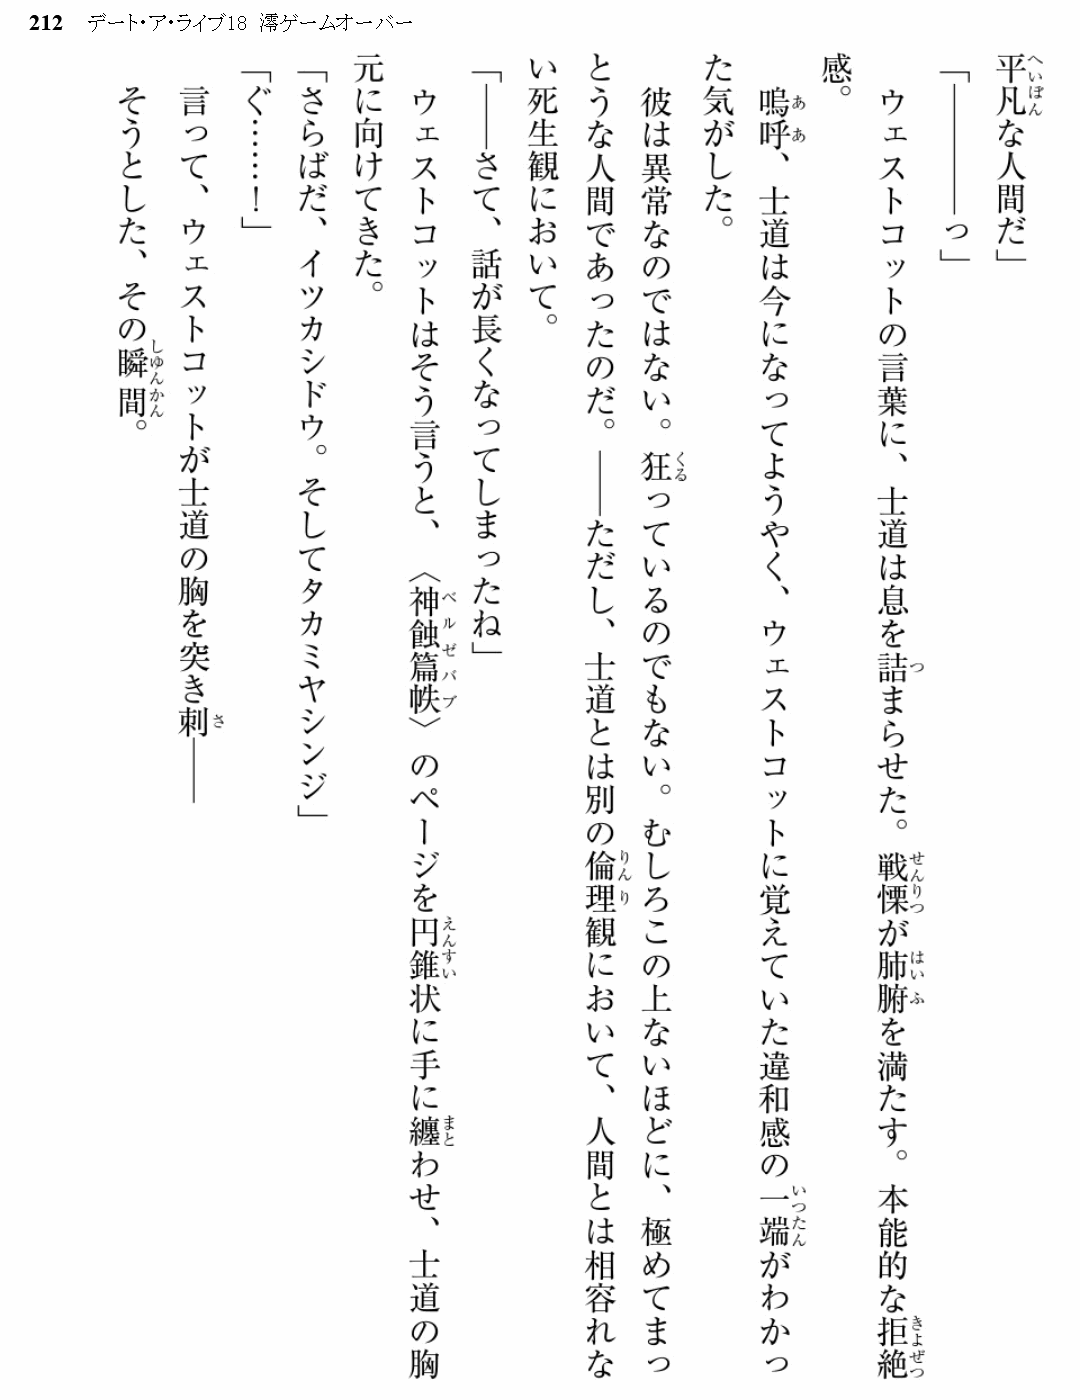 212 デート・ア・ライブ18 澪ゲームオーバー
平凡な人間だ」
「――――っ」
　ウェストコットの言葉に、士道は息を詰まらせた。戦慄が肺腑を満たす。本能的な拒絶
感。
　嗚呼、士道は今になってようやく、ウェストコットに覚えていた違和感の一端がわかっ
た気がした。
　彼は異常なのではない。狂っているのでもない。むしろこの上ないほどに、極めてまっ
とうな人間であったのだ。――ただし、士道とは別の倫理観において、人間とは相容れな
い死生観において。
「――さて、話が長くなってしまったね」
　ウェストコットはそう言うと、〈神蝕篇帙〉のページを円錐状に手に纏わせ、士道の胸
元に向けてきた。
「さらばだ、イツカシドウ。そしてタカミヤシンジ」
「ぐ……！」
　言って、ウェストコットが士道の胸を突き刺――
　そうとした、その瞬間。